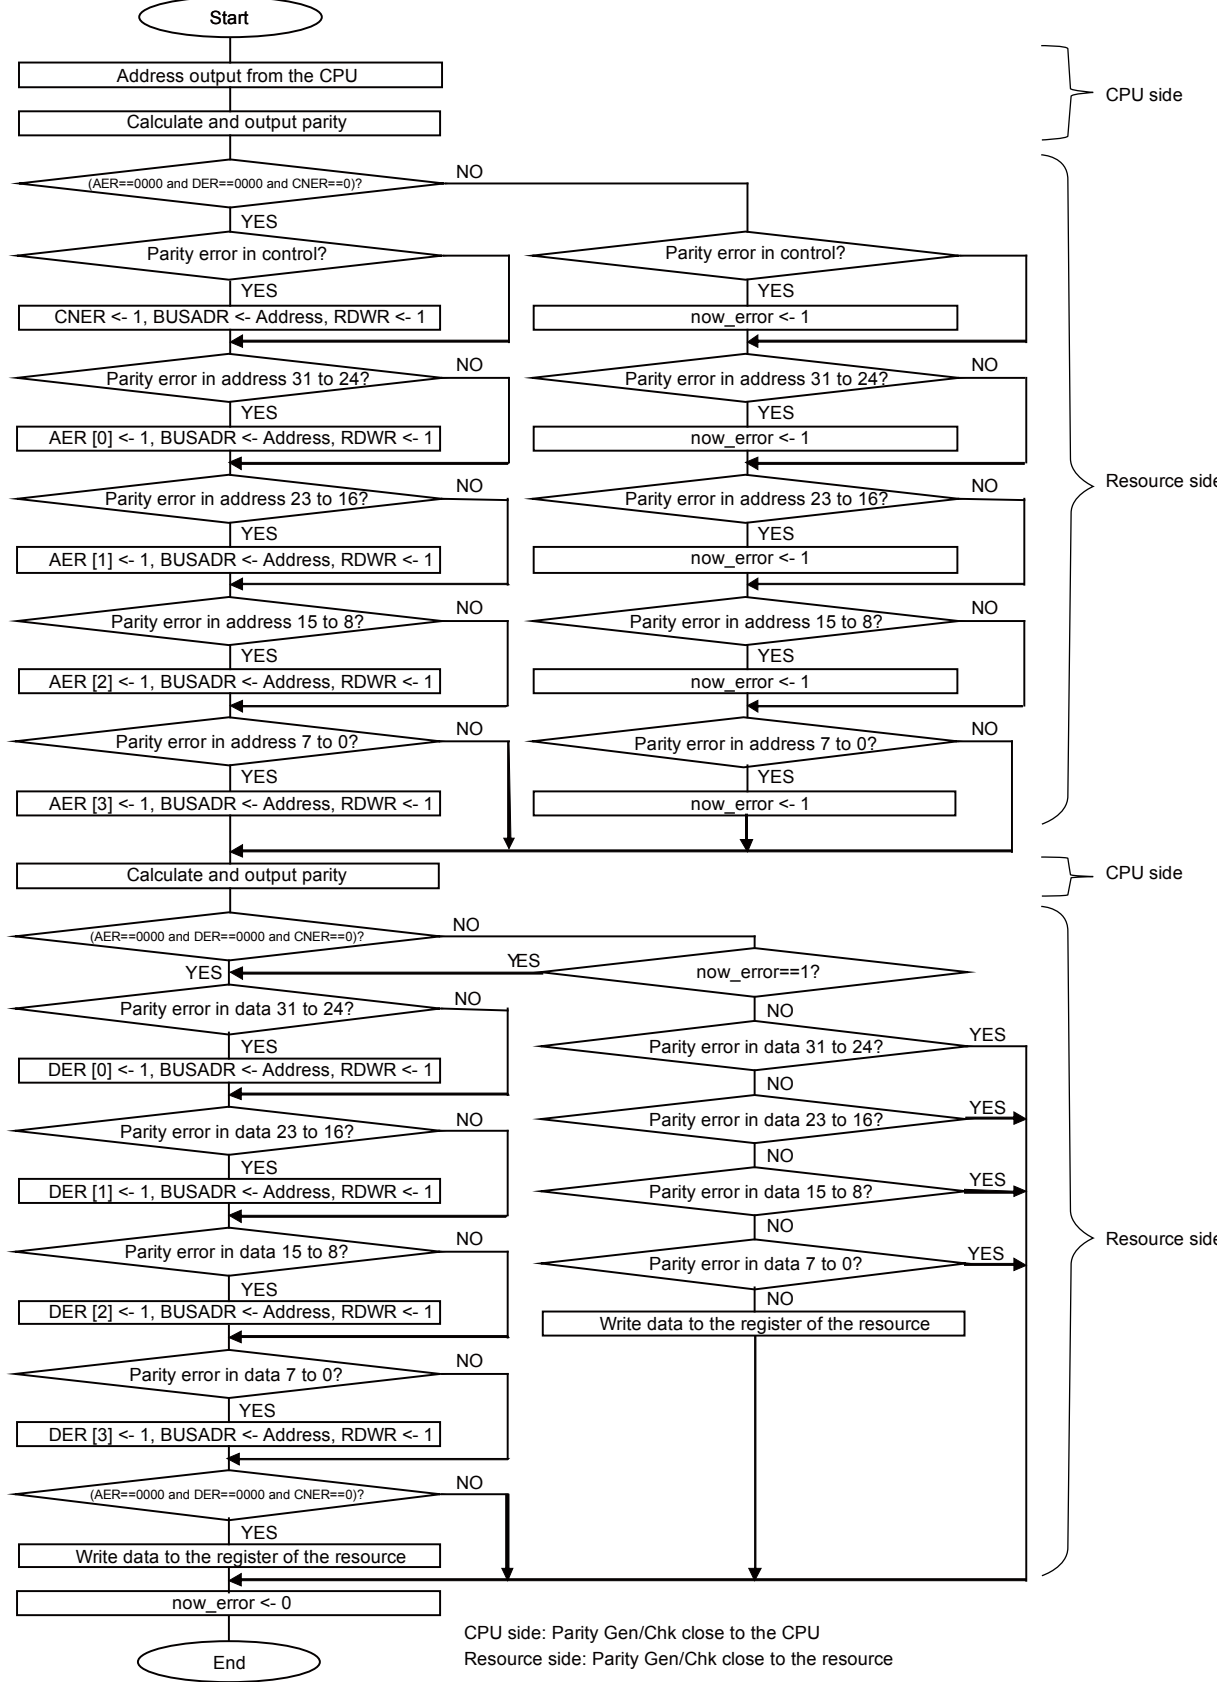 Start
Address output from the CPU
CPU side
Calculate and output parity
(AER==0000 and DER==0000 and CNER==0)?
NO
YES
Parity error in control?
Parity error in control?
YES
YES
CNER <- 1, BUSADR <- Address, RDWR <- 1
now_error <- 1
Parity error in address 31 to 24?
NO
Parity error in address 31 to 24?
NO
YES
YES
AER [0] <- 1, BUSADR <- Address, RDWR <- 1
now_error <- 1
Parity error in address 23 to 16?
NO
Parity error in address 23 to 16?
NO
Resource side
YES
YES
AER [1] <- 1, BUSADR <- Address, RDWR <- 1
now_error <- 1
Parity error in address 15 to 8?
NO
Parity error in address 15 to 8?
NO
YES
YES
AER [2] <- 1, BUSADR <- Address, RDWR <- 1
now_error <- 1
Parity error in address 7 to 0?
NO
Parity error in address 7 to 0?
NO
YES
YES
AER [3] <- 1, BUSADR <- Address, RDWR <- 1
now_error <- 1
Calculate and output parity
CPU side
(AER==0000 and DER==0000 and CNER==0)?
NO
YES
YES
now_error==1?
Parity error in data 31 to 24?
NO
NO
YES
Parity error in data 31 to 24?
YES
DER [0] <- 1, BUSADR <- Address, RDWR <- 1
NO
Parity error in data 23 to 16?
NO
Parity error in data 23 to 16?
YES
YES
NO
DER [1] <- 1, BUSADR <- Address, RDWR <- 1
Parity error in data 15 to 8?
YES
Parity error in data 15 to 8?
NO
NO
Resource side
YES
Parity error in data 7 to 0?
YES
DER [2] <- 1, BUSADR <- Address, RDWR <- 1
NO
Write data to the register of the resource
Parity error in data 7 to 0?
NO
YES
DER [3] <- 1, BUSADR <- Address, RDWR <- 1
(AER==0000 and DER==0000 and CNER==0)?
NO
YES
Write data to the register of the resource
now_error <- 0
CPU side: Parity Gen/Chk close to the CPU
Resource side: Parity Gen/Chk close to the resource
End